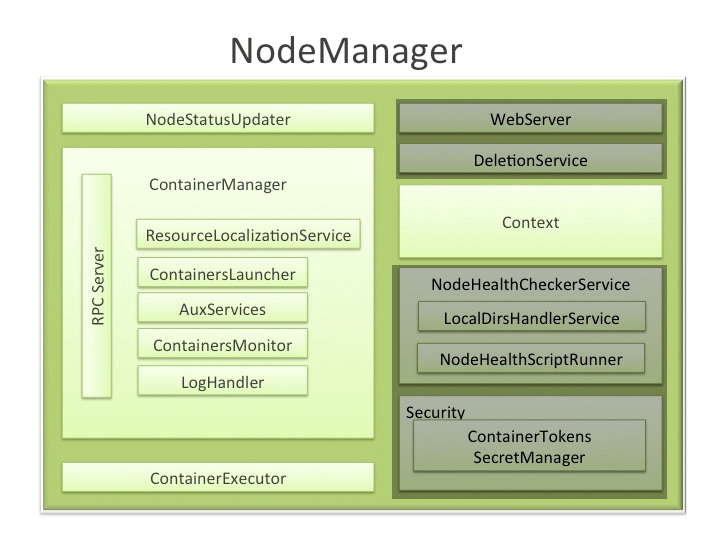 NodeManager
NodeStatusUpdater
ContainerManager
RPC Server
ResourceLocalizationService
ContainersLauncher
AuxServices
ContainersMonitor
LogHandler
ContainerExecutor
WebServer
DeletionService
Context
NodeHealthCheckerService
LocalDirsHandlerService
NodeHealthScriptRunner
Security
ContainerTokens
SecretManager